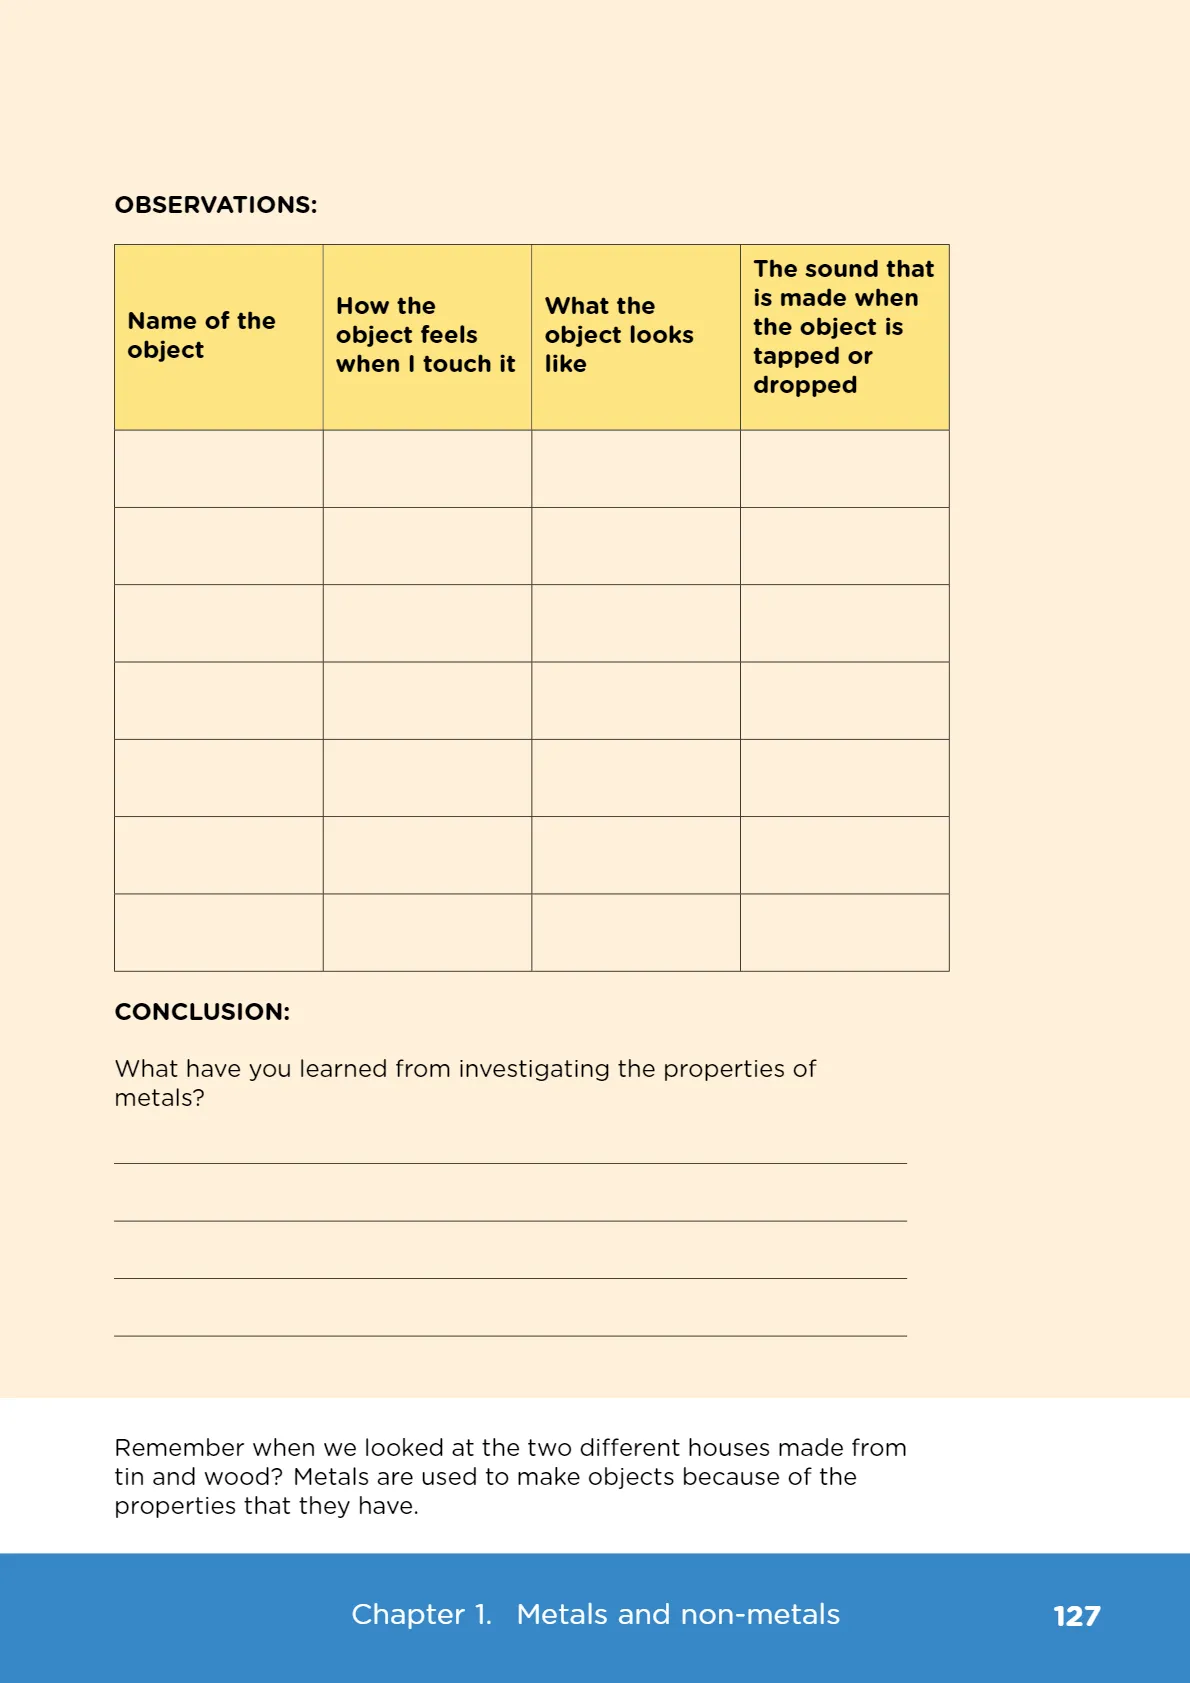 OBSERVATIONS:
Name of the
object
How the
object feels
when I touch it
What the
object looks
like
The sound that
is made when
the object is
tapped or
dropped
CONCLUSION:
What have you learned from investigating the properties of
metals?
Remember when we looked at the two different houses made from
tin and wood? Metals are used to make objects because of the
properties that they have.
Chapter 1. Metals and non-metals 127